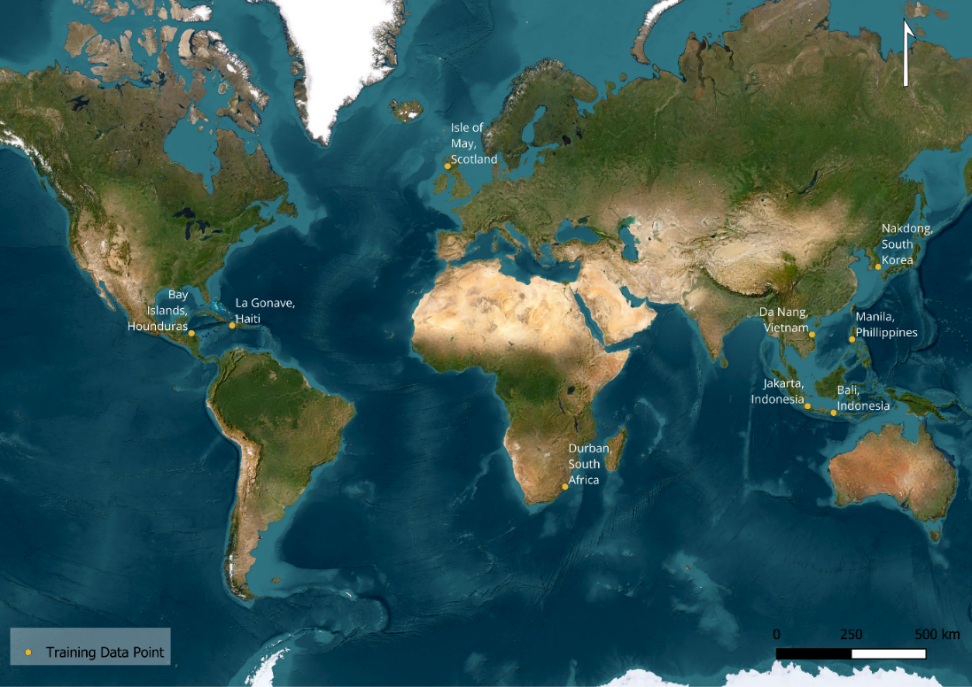 Isle of
May,
Scotland
Nakdong,
South
Korea
Bay
Islands,
Hounduras
La Gonave,
Haiti
Da Nang,
Vietnam
Manila,
Phillippines
Jakarta,
Indonesia
Bali,
Indonesia
Durban,
South
Africa
Training Data Point
0 250 500 km